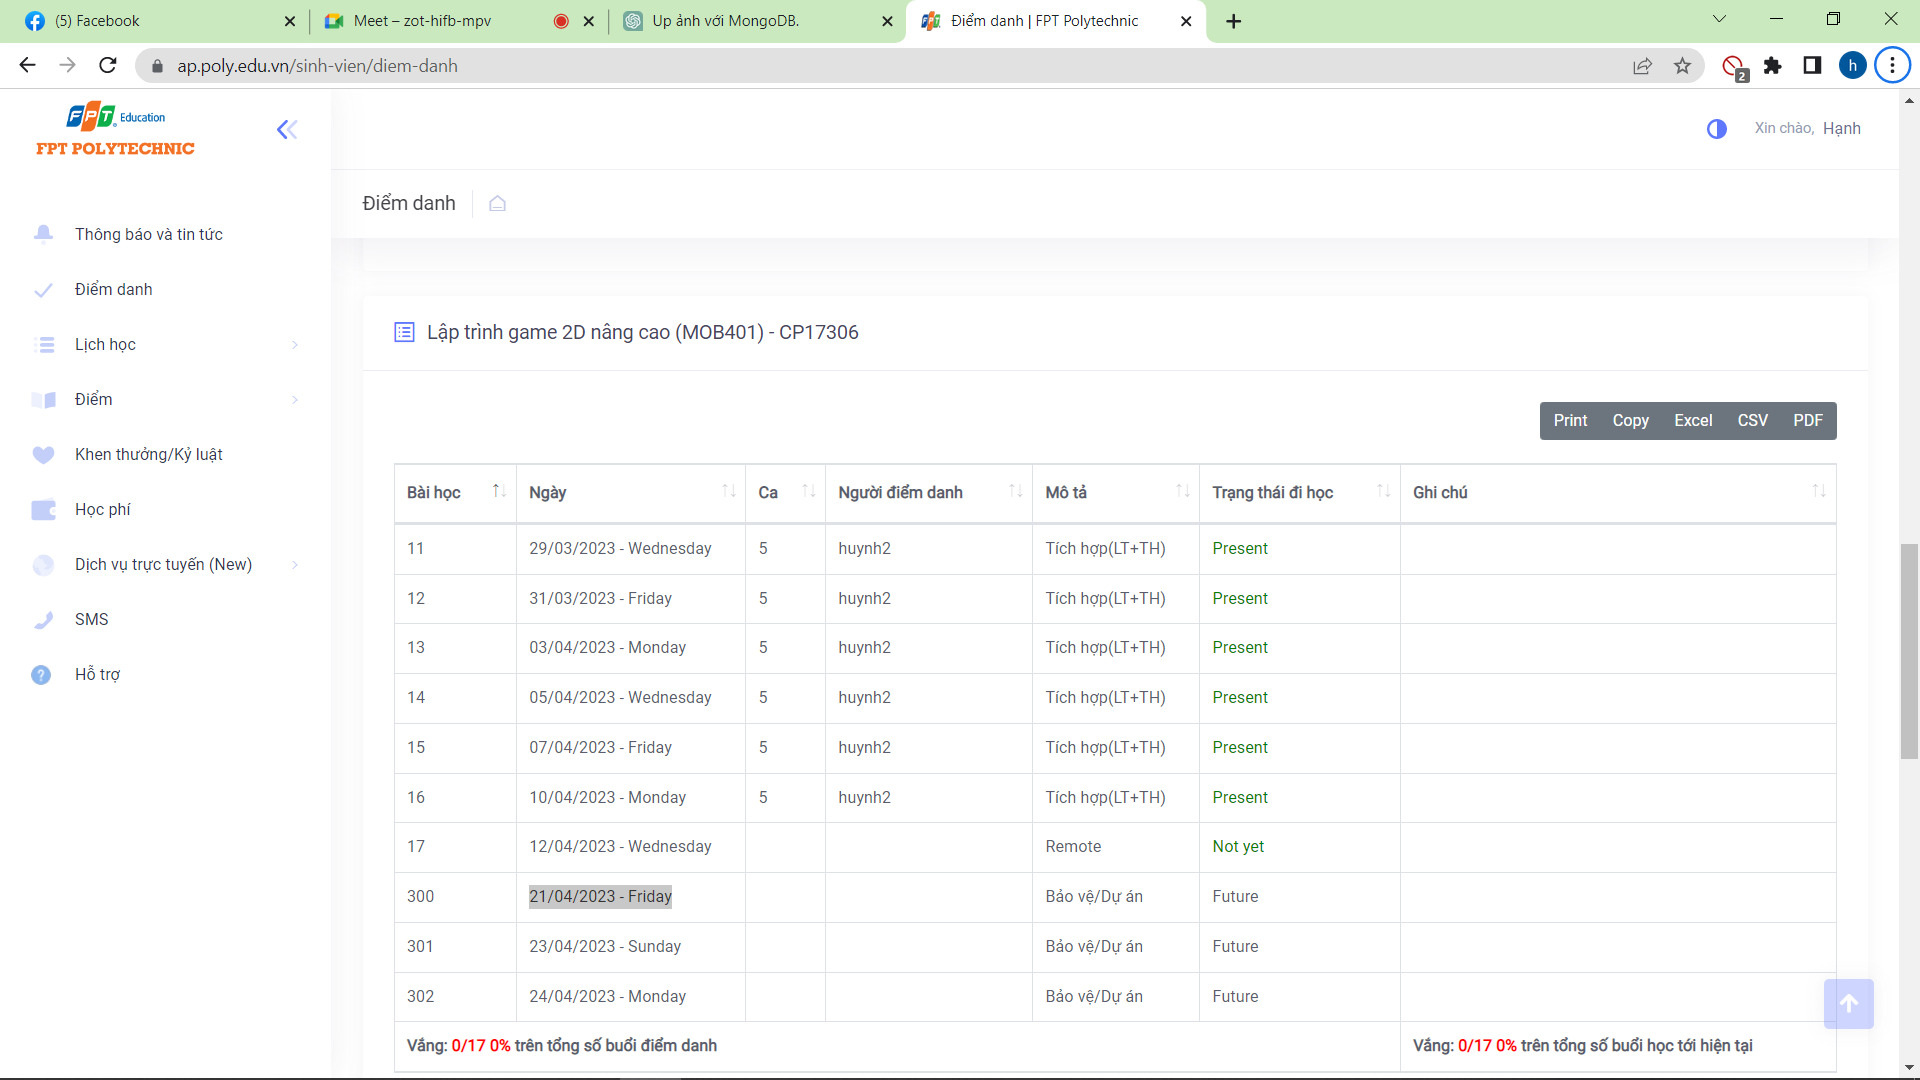 (5) Facebook
Meet – zot-hifb-mpv
Up ảnh với MongoDB.
Điểm danh | FPT Polytechnic
ap.poly.edu.vn/sinh-vien/diem-danh
2
h
FPT Education
FPT POLYTECHNIC
Xin chào, Hạnh
Điểm danh
Thông báo và tin tức
Điểm danh
Lịch học
Điểm
Khen thưởng/Kỷ luật
Học phí
Dịch vụ trực tuyến (New)
SMS
? Hỗ trợ
Lập trình game 2D nâng cao (MOB401) - CP17306
Print Copy Excel CSV PDF
Bài học Ngày Ca Người điểm danh Mô tả Trạng thái đi học Ghi chú
11 29/03/2023 - Wednesday 5 huynh2 Tích hợp(LT+TH) Present
12 31/03/2023 - Friday 5 huynh2 Tích hợp(LT+TH) Present
13 03/04/2023 - Monday 5 huynh2 Tích hợp(LT+TH) Present
14 05/04/2023 - Wednesday 5 huynh2 Tích hợp(LT+TH) Present
15 07/04/2023 - Friday 5 huynh2 Tích hợp(LT+TH) Present
16 10/04/2023 - Monday 5 huynh2 Tích hợp(LT+TH) Present
17 12/04/2023 - Wednesday Remote Not yet
300 21/04/2023 - Friday Bảo vệ/Dự án Future
301 23/04/2023 - Sunday Bảo vệ/Dự án Future
302 24/04/2023 - Monday Bảo vệ/Dự án Future
Vắng: 0/17 0% trên tổng số buổi điểm danh Vắng: 0/17 0% trên tổng số buổi học tới hiện tại